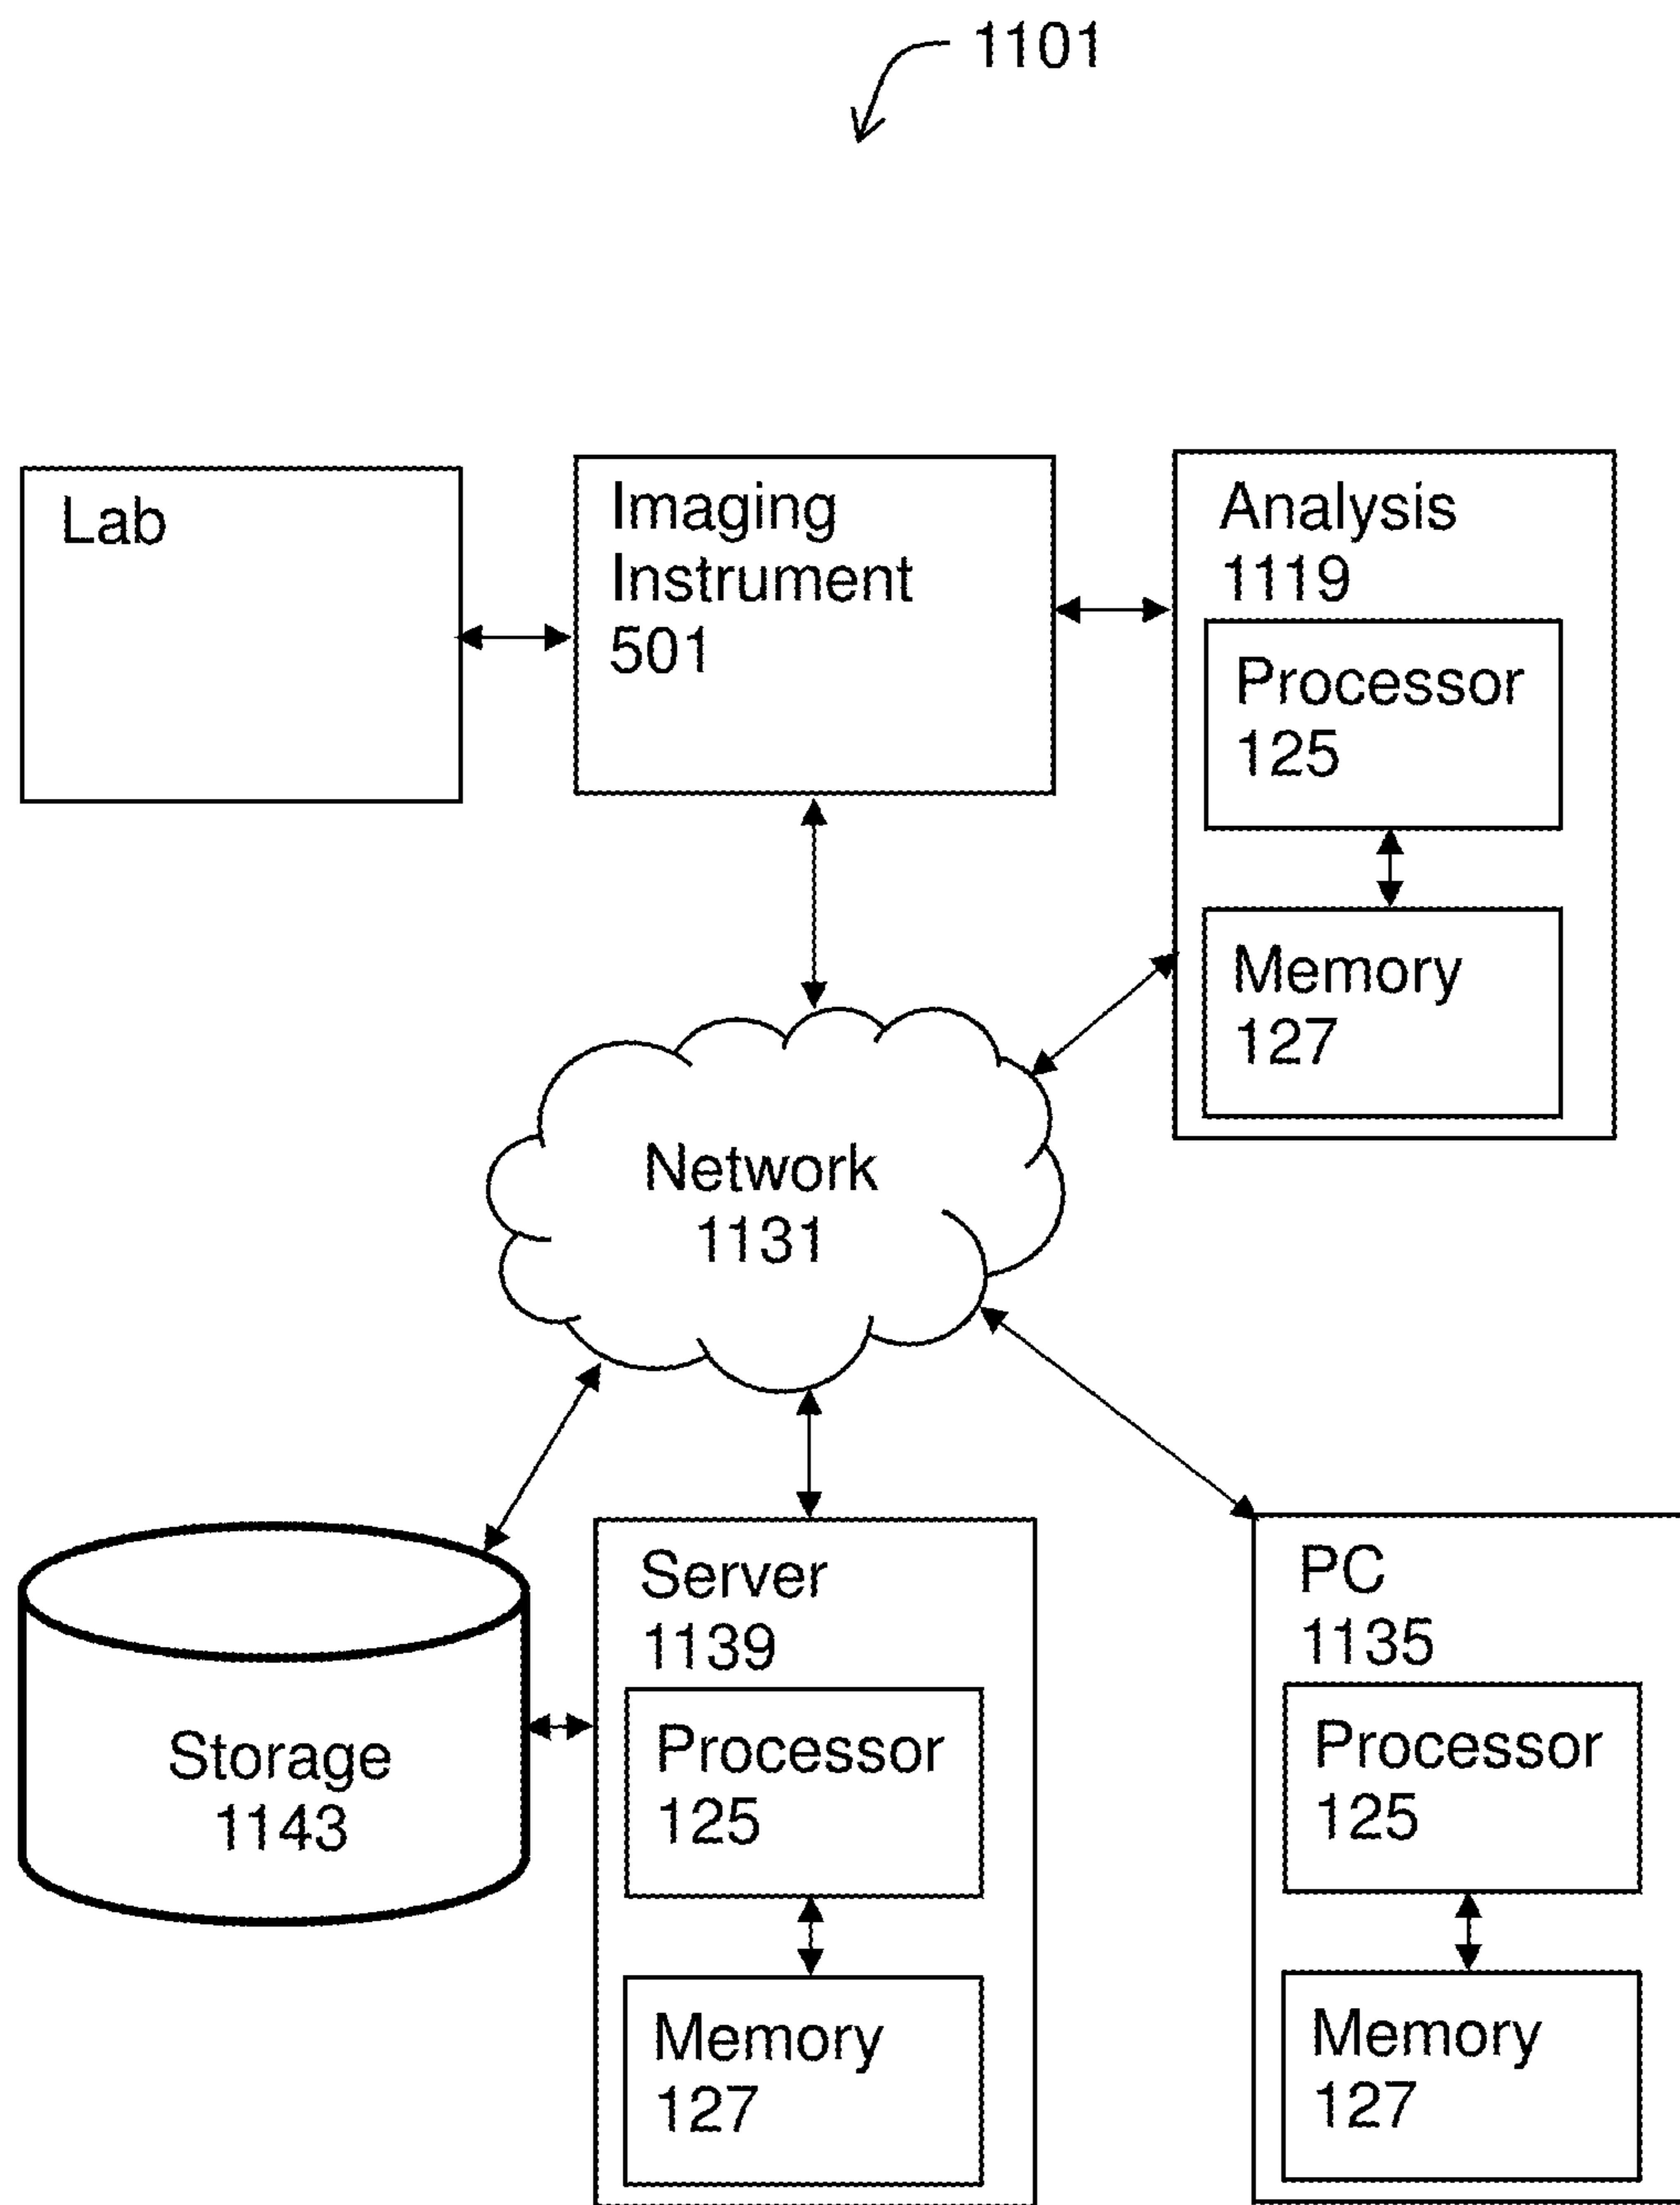 1101
Lab
Imaging
Instrument
501
Analysis
1119
Processor
125
Memory
127
Network
1131
Storage
1143
Server
1139
Processor
125
Memory
127
PC
1135
Processor
125
Memory
127